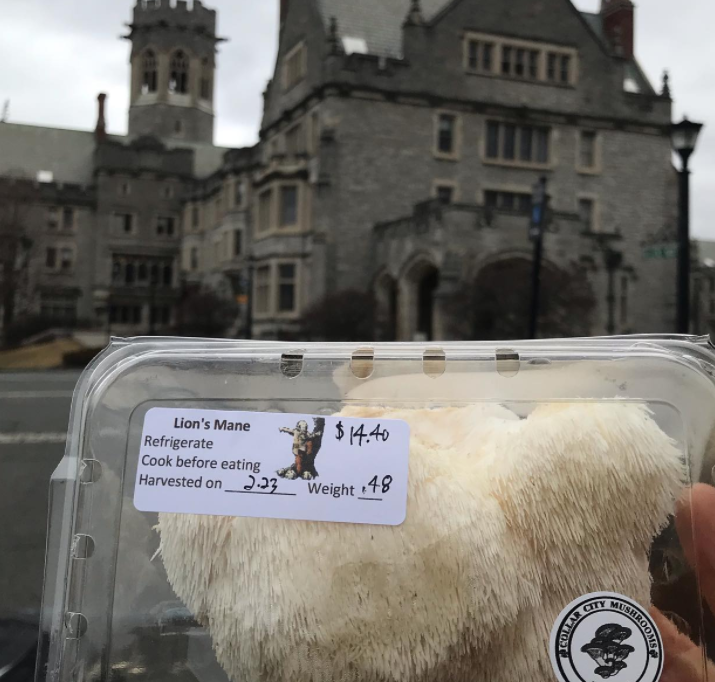 Lion's Mane
$14.40
Refrigerate
Cook before eating
Harvested on 2.23 Weight .48
COLLAR CITY MUSHROOMS